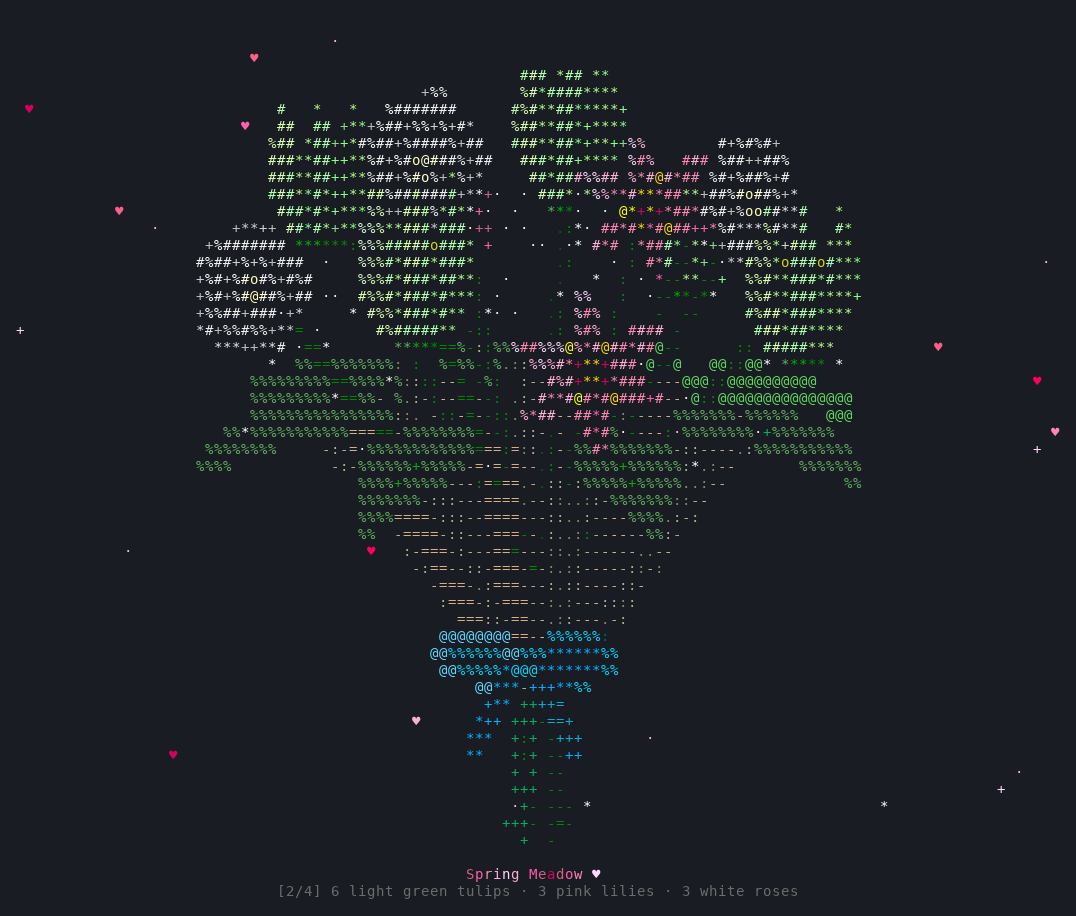 Spring Meadow ♥
[2/4] 6 light green tulips · 3 pink lilies · 3 white roses